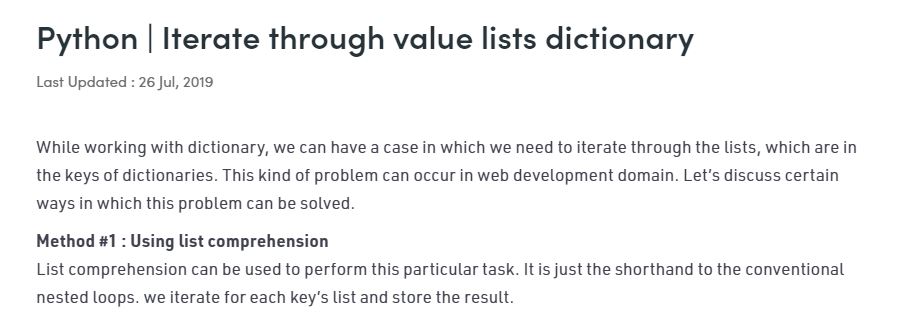 Python | Iterate through value lists dictionary
Last Updated : 26 Jul, 2019
While working with dictionary, we can have a case in which we need to iterate through the lists, which are in
the keys of dictionaries. This kind of problem can occur in web development domain. Let’s discuss certain
ways in which this problem can be solved.
Method #1 : Using list comprehension
List comprehension can be used to perform this particular task. It is just the shorthand to the conventional
nested loops. we iterate for each key’s list and store the result.